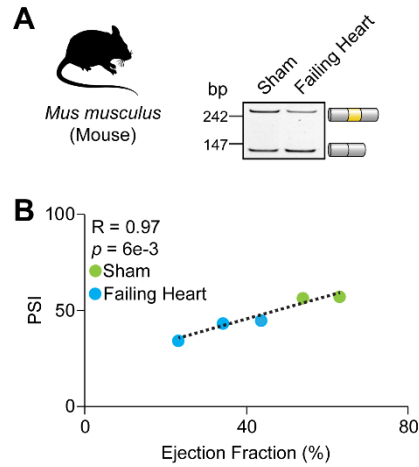 A
Mus musculus
(Mouse)
bp
Sham
Failing Heart
242
147
B
100
R = 0.97
p = 6e-3
Sham
Failing Heart
PSI
50
0
0
40
80
Ejection Fraction (%)